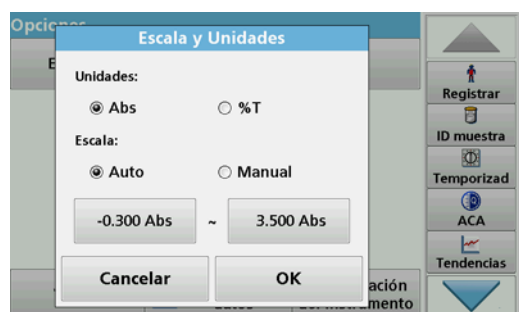 Opciones
Escala y Unidades
Unidades:
Abs
%T
Escala:
Auto
Manual
-0.300 Abs
~
3.500 Abs
Cancelar
OK
Registrar
ID muestra
Temporizad
ACA
Tendencias